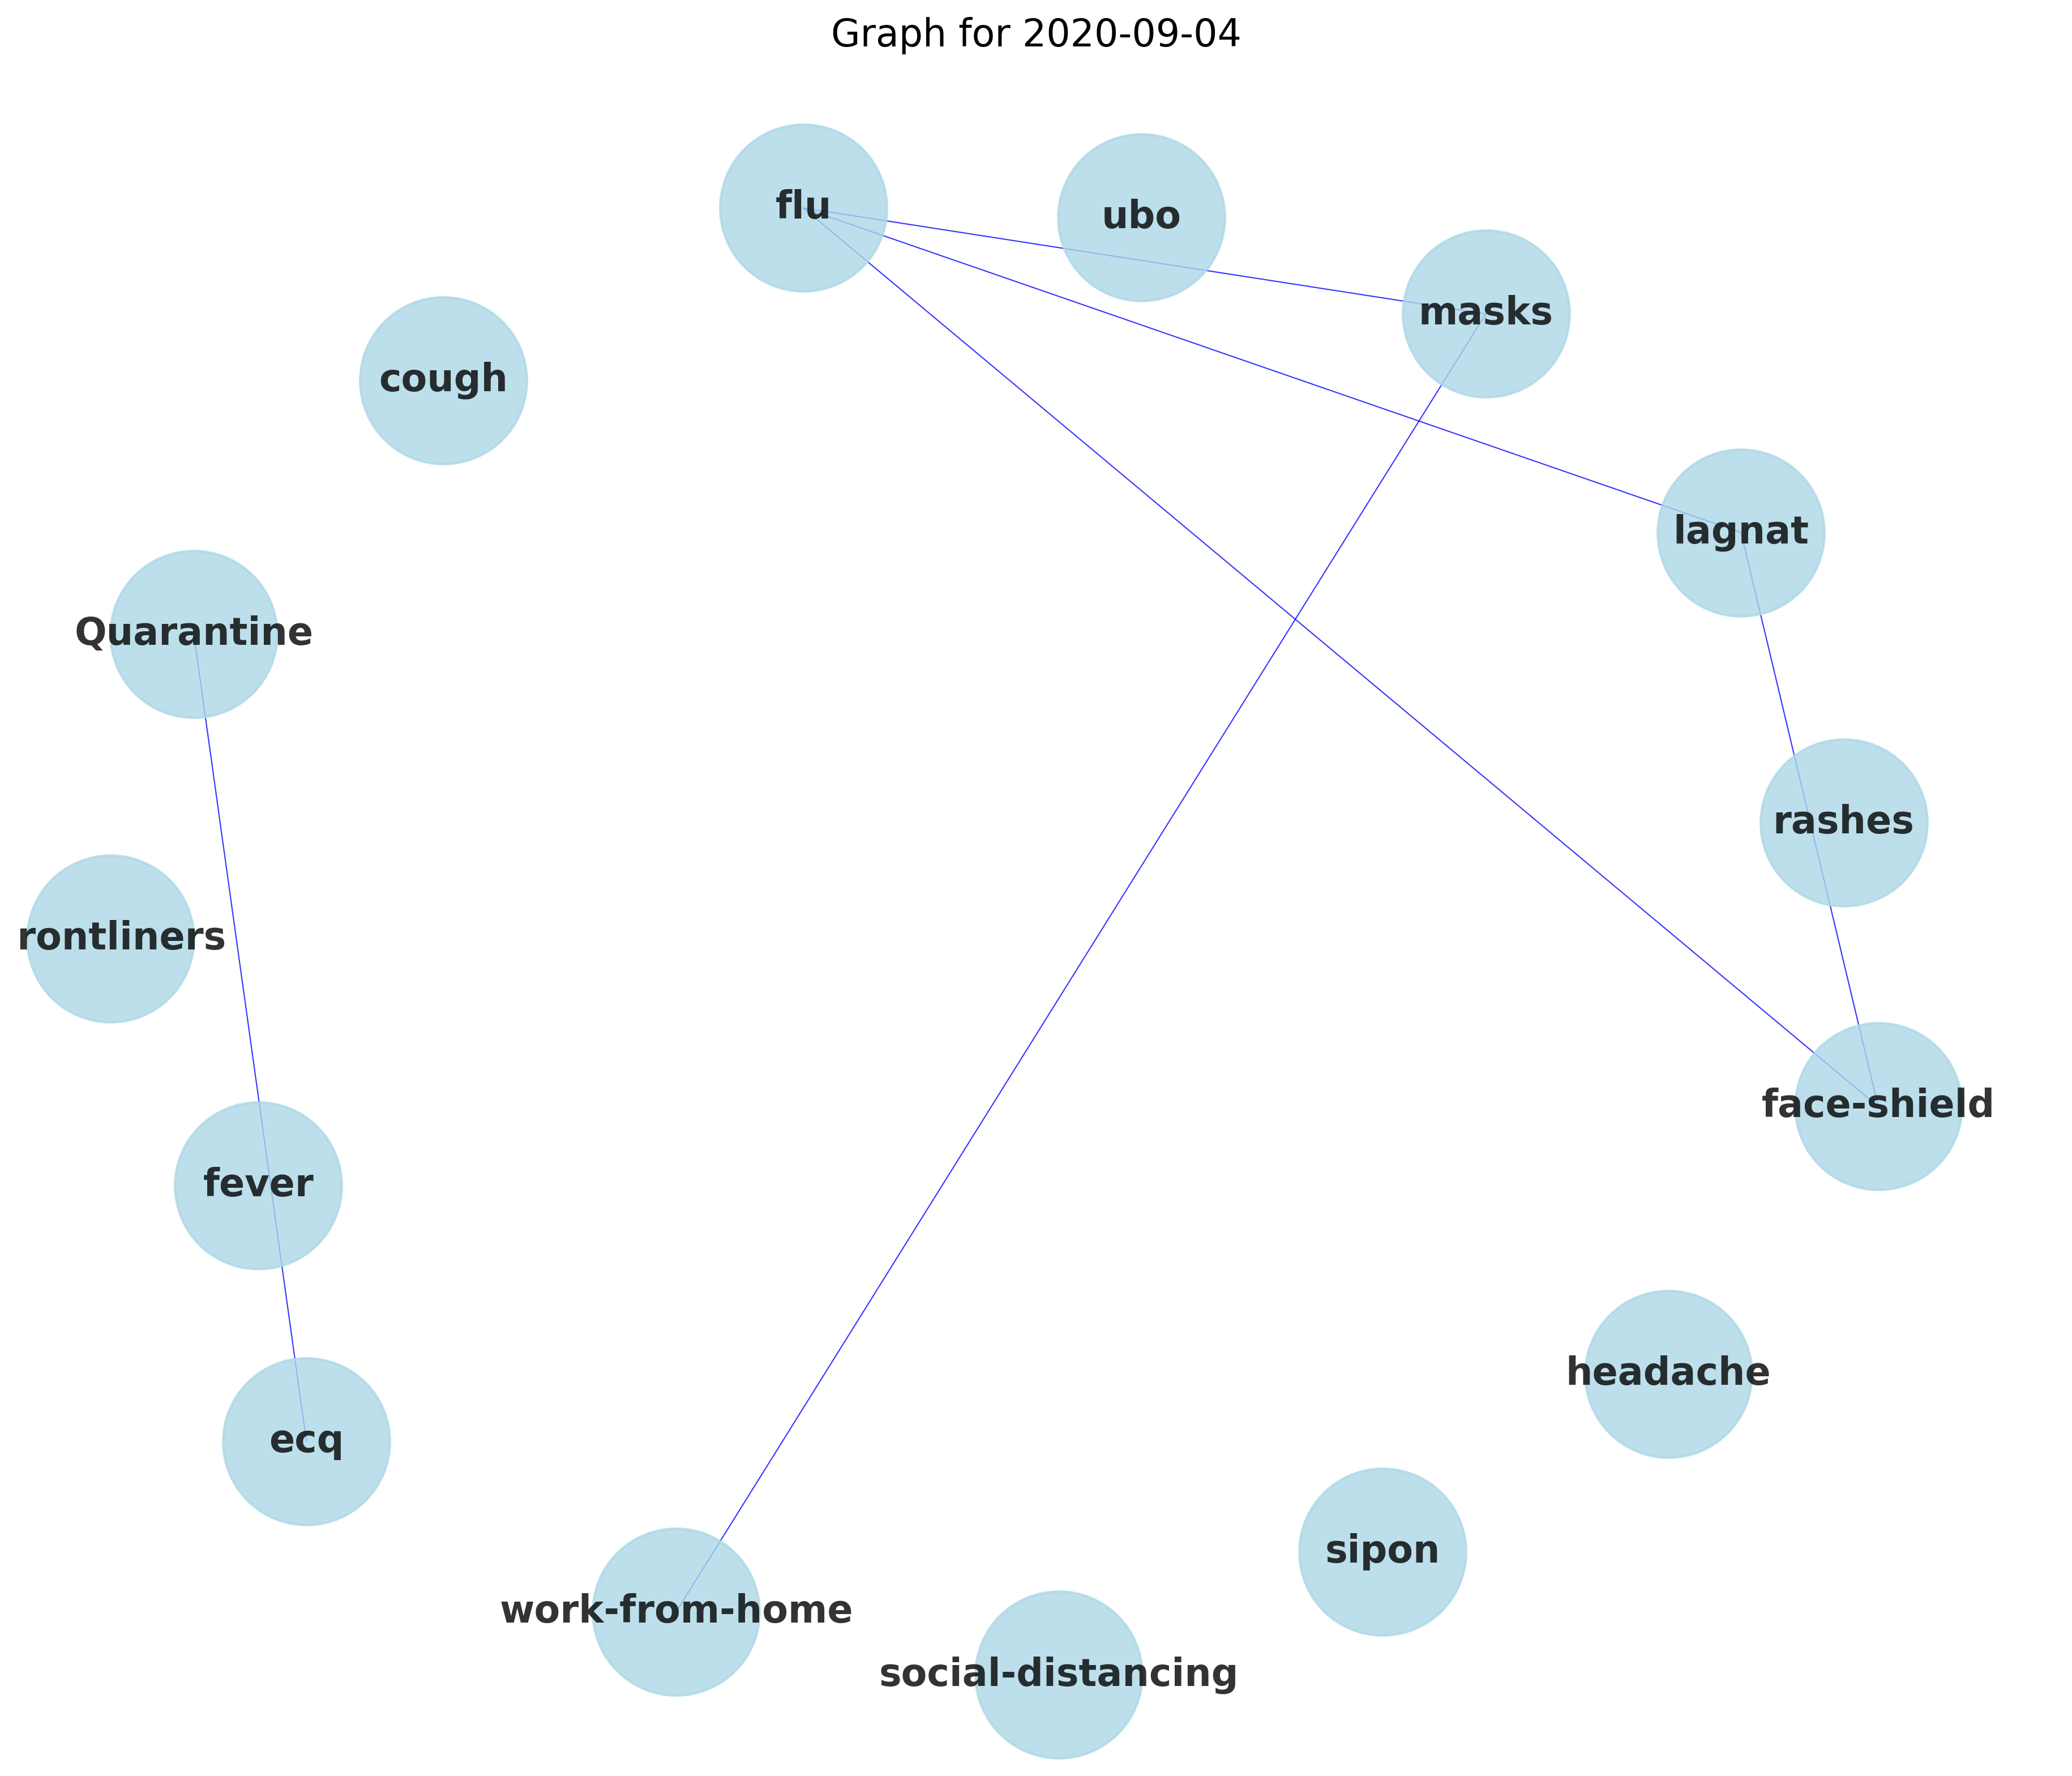 Graph for 2020-09-04
flu
ubo
masks
cough
lagnat
Quarantine
rashes
rontliners
face-shield
fever
headache
ecq
sipon
work-from-home
social-distancing